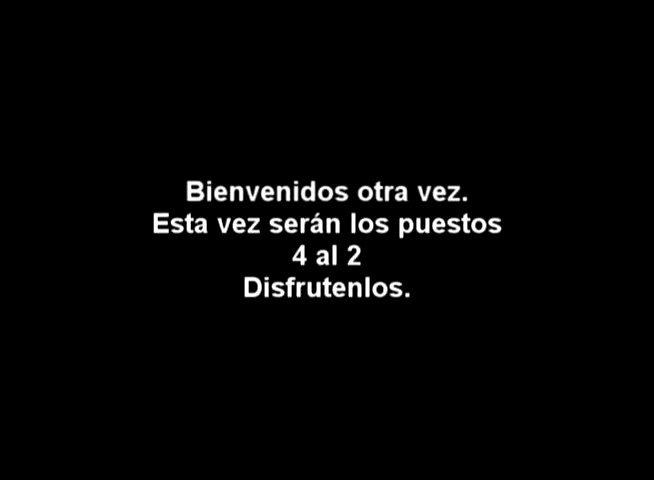 Bienvenidos otra vez.
Esta vez serán los puestos
4 al 2
Disfrutenlos.